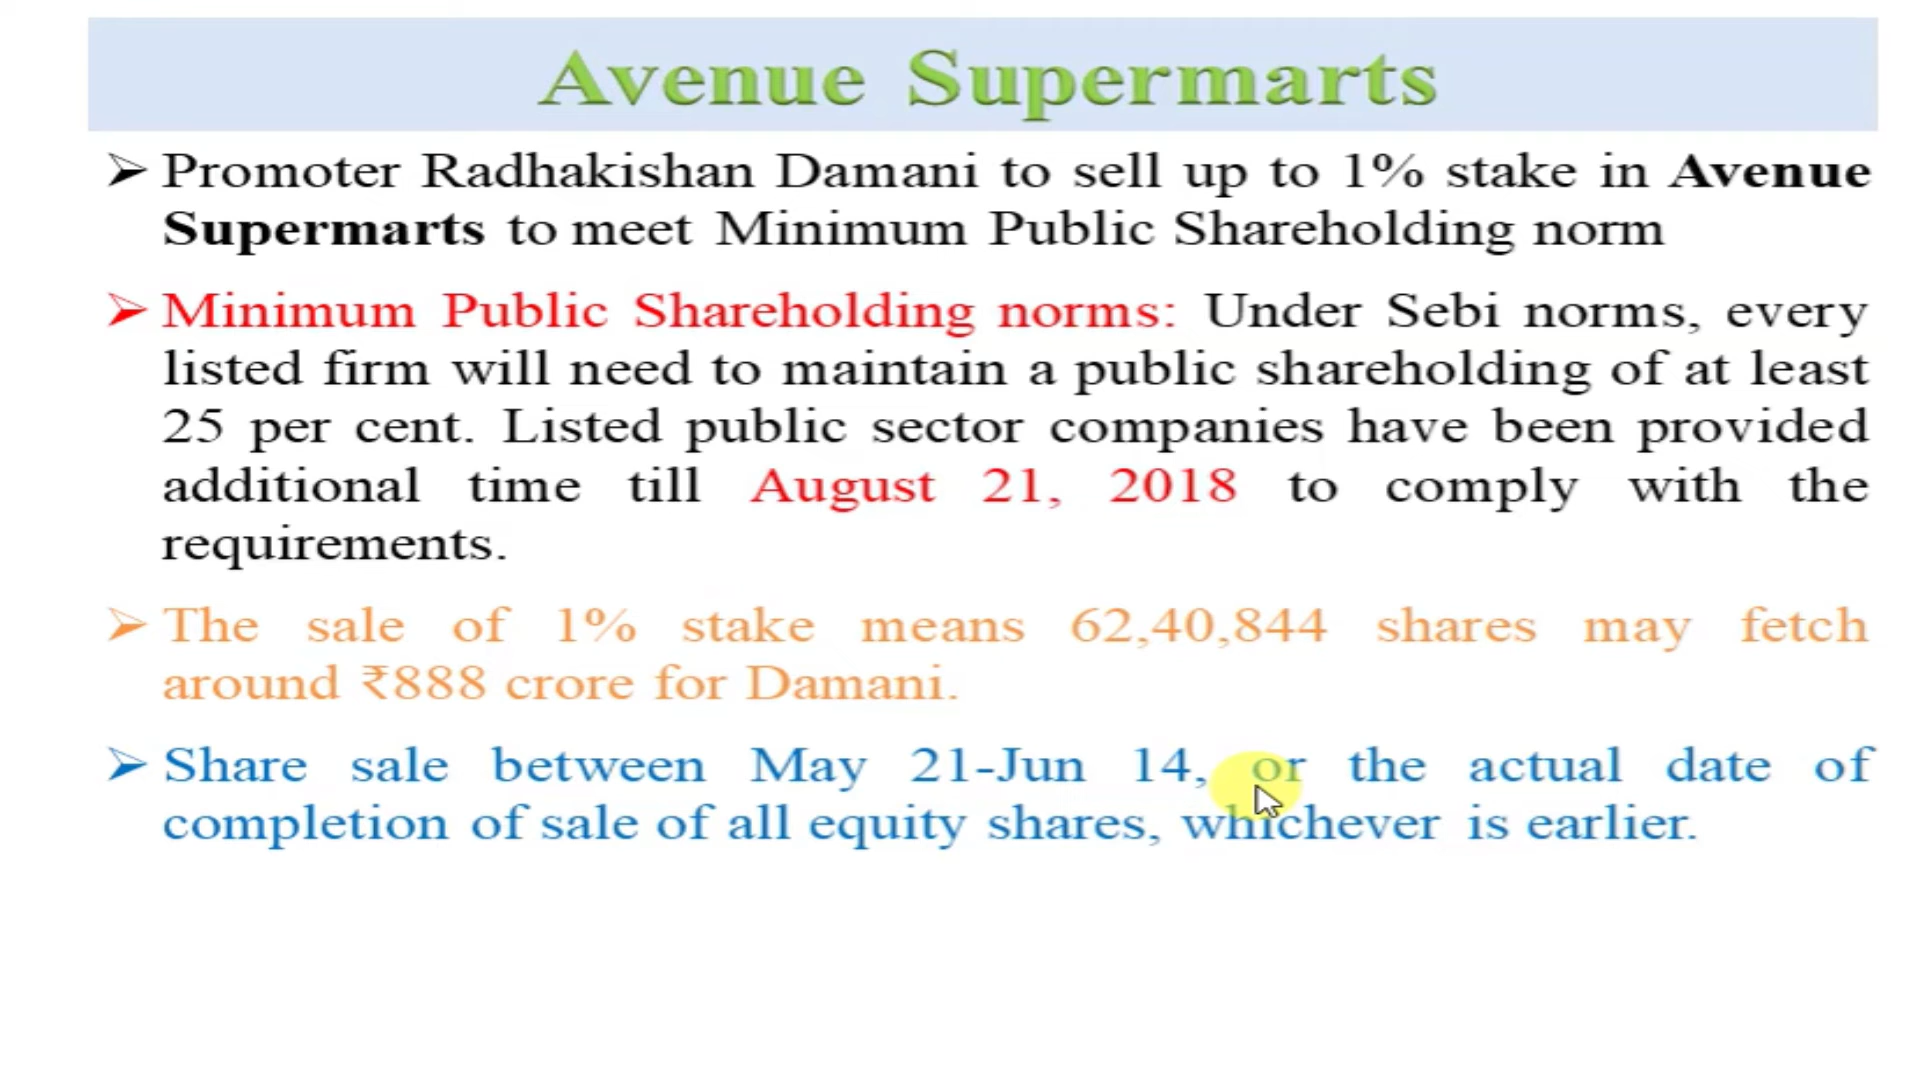 Avenue Supermarts
➢ Promoter Radhakishan Damani to sell up to 1% stake in Avenue
Supermarts to meet Minimum Public Shareholding norm
➢ Minimum Public Shareholding norms: Under Sebi norms, every
listed firm will need to maintain a public shareholding of at least
25 per cent. Listed public sector companies have been provided
additional time till August 21, 2018 to comply with the
requirements.
➢ The sale of 1% stake means 62,40,844 shares may fetch
around ₹888 crore for Damani.
➢ Share sale between May 21-Jun 14, or the actual date of
completion of sale of all equity shares, whichever is earlier.